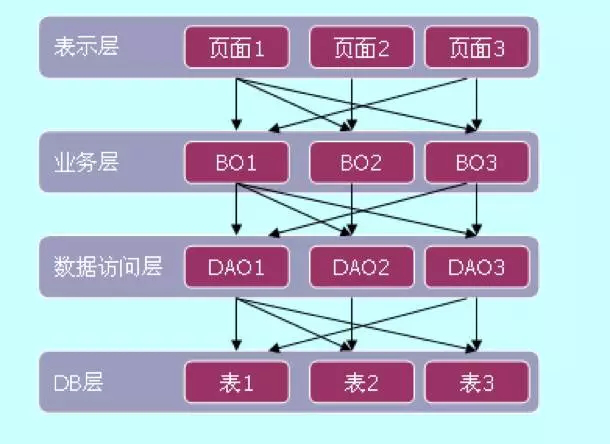 表示层 页面1 页面2 页面3
业务层 BO1 BO2 BO3
数据访问层 DAO1 DAO2 DAO3
DB层 表1 表2 表3